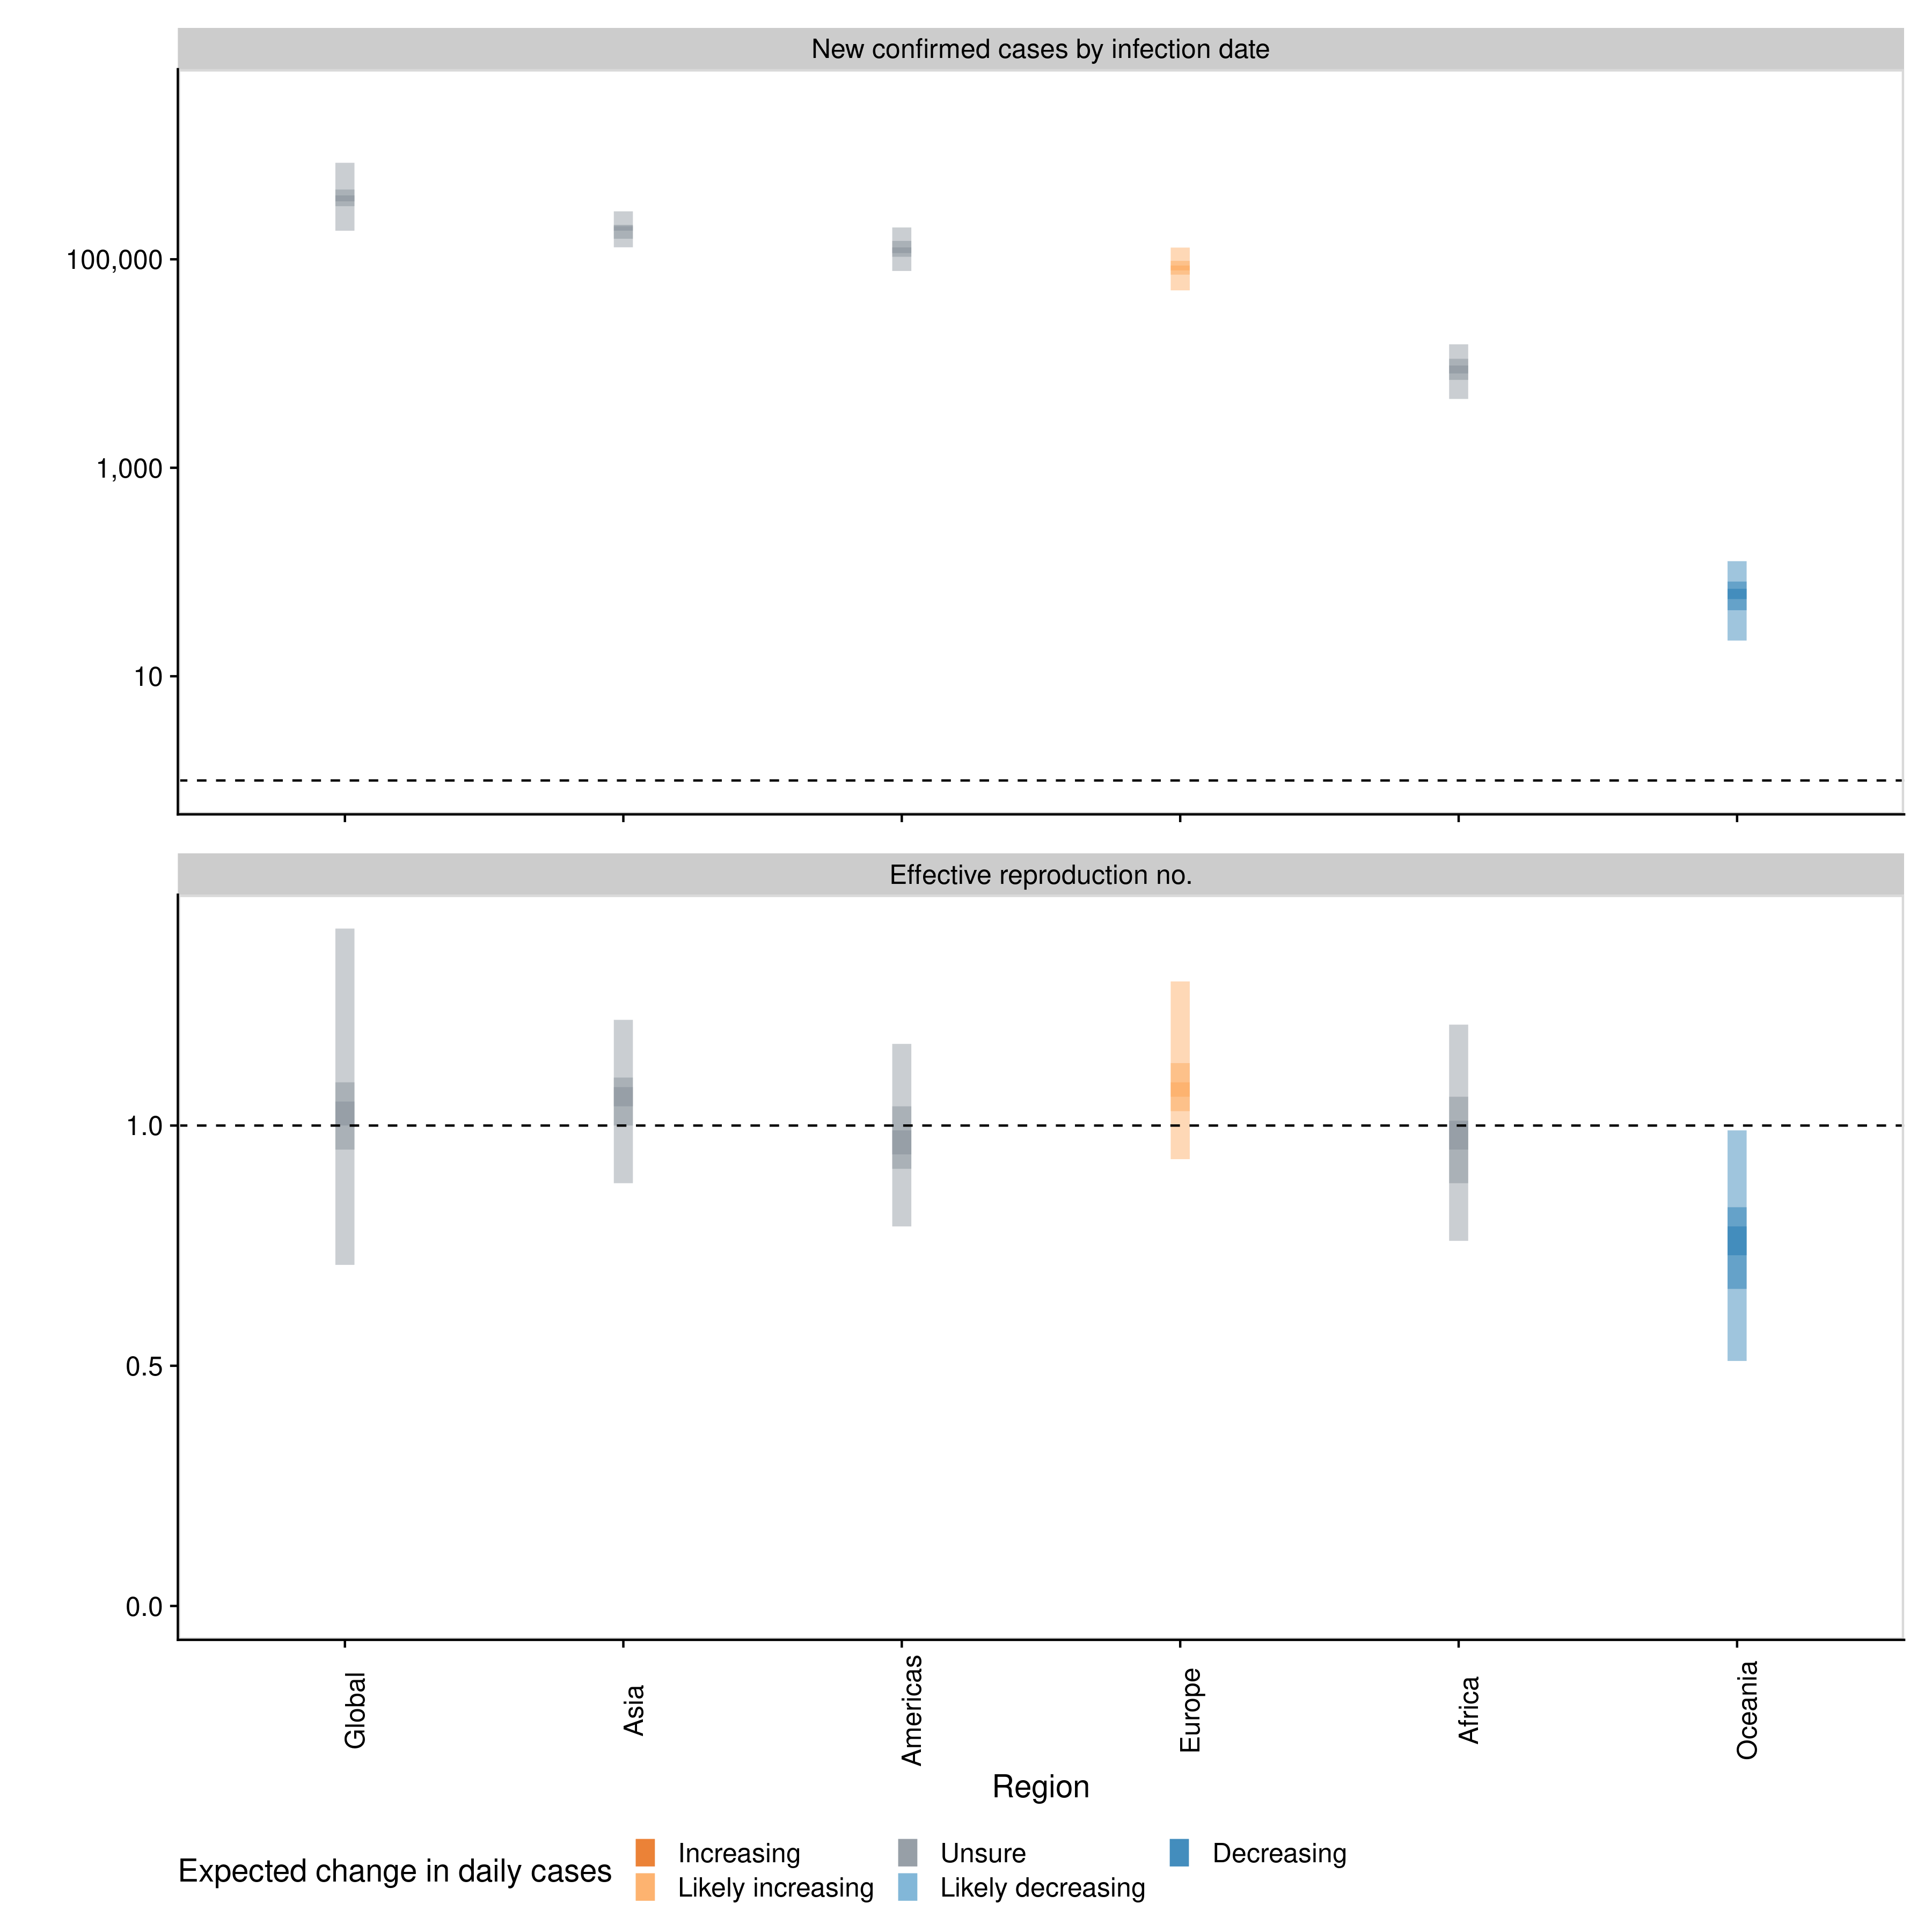 New confirmed cases by infection date
100,000
1,000
10
Effective reproduction no.
1.0
0.5
0.0
Global
Asia
Americas
Europe
Africa
Oceania
Region
Expected change in daily cases
Increasing
Likely increasing
Unsure
Likely decreasing
Decreasing